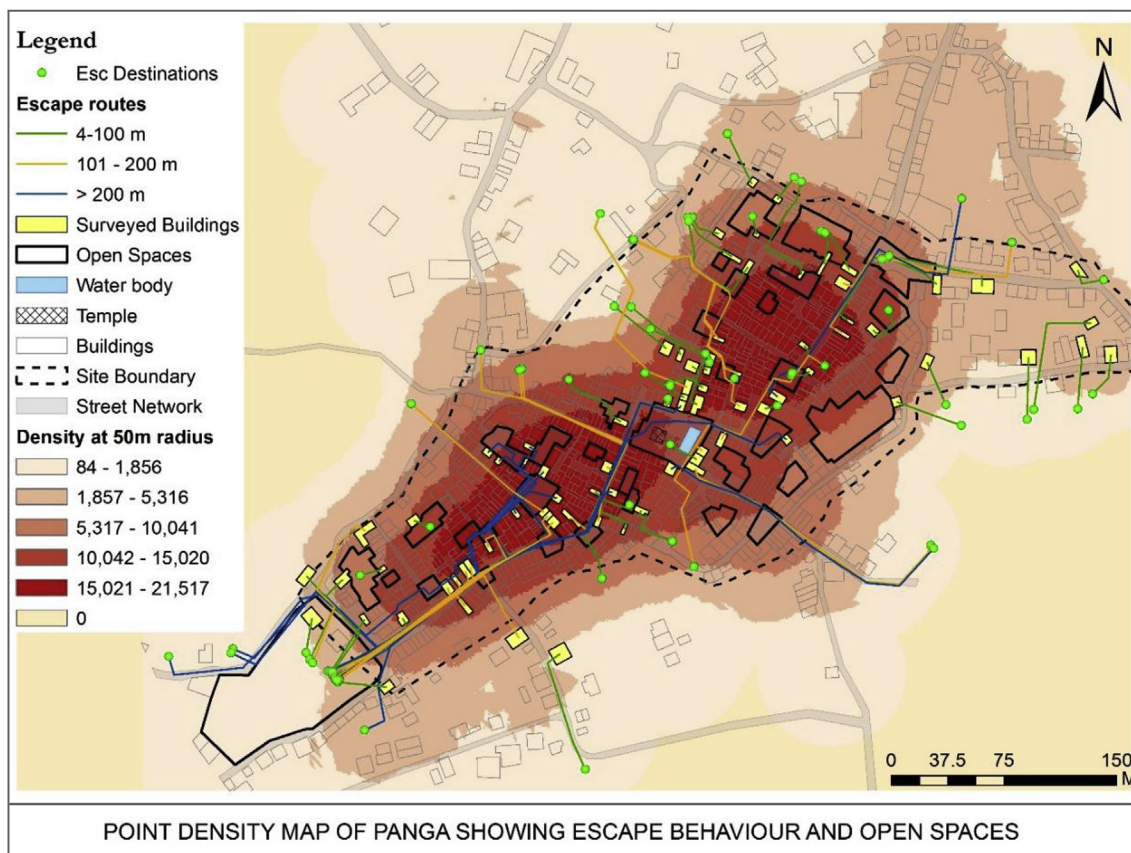 Legend
Esc Destinations
Escape routes
4-100 m
101 - 200 m
> 200 m
Surveyed Buildings
Open Spaces
Water body
Temple
Buildings
Site Boundary
Street Network
Density at 50m radius
84 - 1,856
1,857 - 5,316
5,317 - 10,041
10,042 - 15,020
15,021 - 21,517
0
N
0 37.5 75 150
M
POINT DENSITY MAP OF PANGA SHOWING ESCAPE BEHAVIOUR AND OPEN SPACES